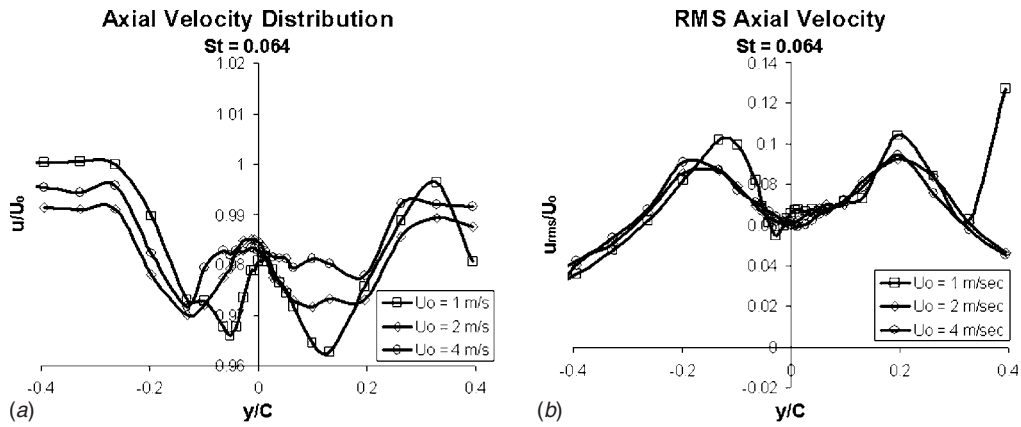 Axial Velocity Distribution
St = 0.064
1.02
1.01
1
0.99
0.98
0.97
0.96
-0.4
-0.2
0
0.2
0.4
u/Uₒ
y/C
Uo = 1 m/s
Uo = 2 m/s
Uo = 4 m/s
(a)
RMS Axial Velocity
St = 0.064
0.14
0.12
0.1
0.08
0.06
0.04
0.02
0
-0.02
-0.4
-0.2
0
0.2
0.4
uᵣₘₛ/Uₒ
y/C
Uo = 1 m/sec
Uo = 2 m/sec
Uo = 4 m/sec
(b)